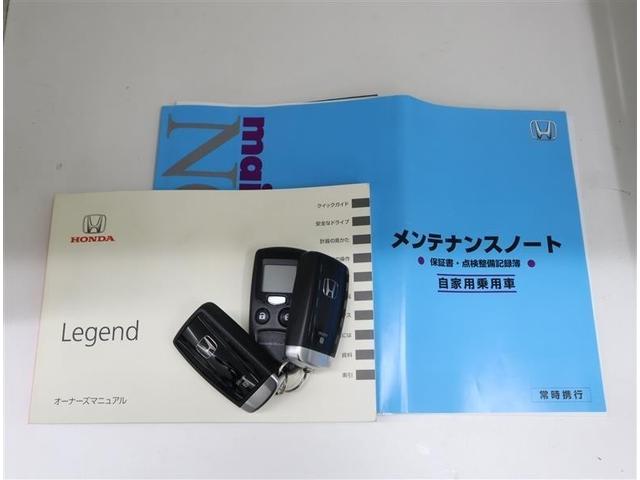 HONDA
Legend
オーナーズマニュアル
クイックガイド
安全なドライブ
計器の見かた
資料
索引
mai
メンテナンスノート
保証書・点検整備記録簿
自家用乗用車
常時携行